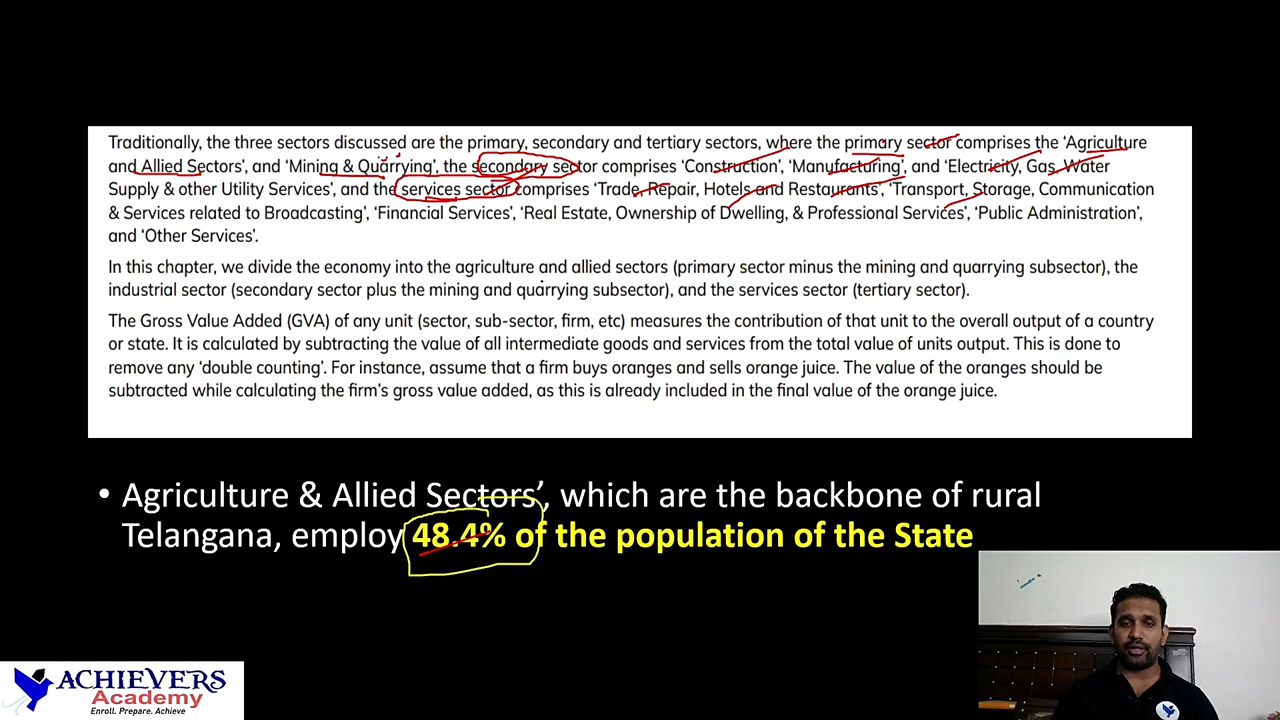 Traditionally, the three sectors discussed are the primary, secondary and tertiary sectors, where the primary sector comprises the ‘Agriculture
and Allied Sectors’, and ‘Mining & Quarrying’, the secondary sector comprises ‘Construction’, ‘Manufacturing’, and ‘Electricity, Gas, Water
Supply & other Utility Services’, and the services sector comprises ‘Trade, Repair, Hotels and Restaurants’, ‘Transport, Storage, Communication
& Services related to Broadcasting’, ‘Financial Services’, ‘Real Estate, Ownership of Dwelling, & Professional Services’, ‘Public Administration’,
and ‘Other Services’.
In this chapter, we divide the economy into the agriculture and allied sectors (primary sector minus the mining and quarrying subsector), the
industrial sector (secondary sector plus the mining and quarrying subsector), and the services sector (tertiary sector).
The Gross Value Added (GVA) of any unit (sector, sub-sector, firm, etc) measures the contribution of that unit to the overall output of a country
or state. It is calculated by subtracting the value of all intermediate goods and services from the total value of units output. This is done to
remove any ‘double counting’. For instance, assume that a firm buys oranges and sells orange juice. The value of the oranges should be
subtracted while calculating the firm’s gross value added, as this is already included in the final value of the orange juice.
• Agriculture & Allied Sectors’, which are the backbone of rural
Telangana, employ 48.4% of the population of the State
ACHIEVERS
Academy
Enroll. Prepare. Achieve